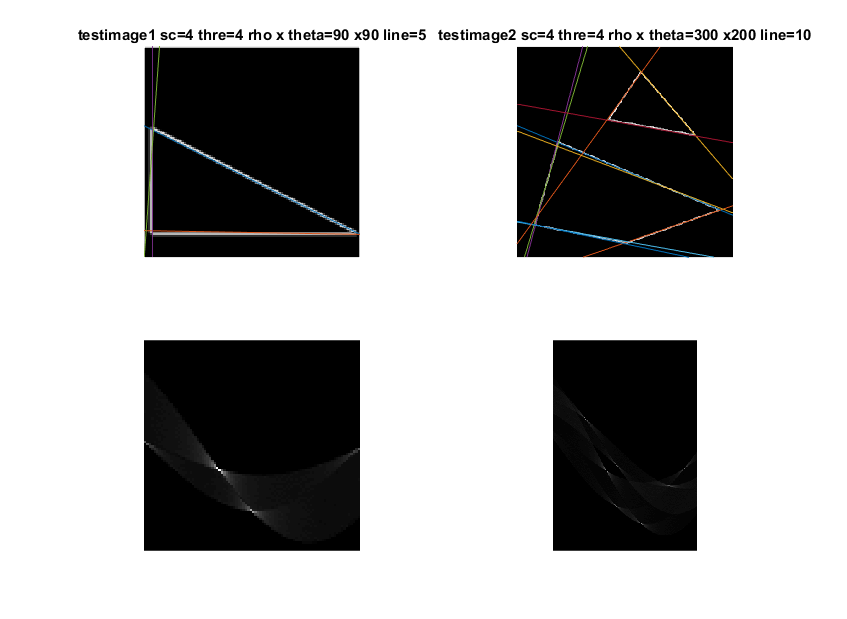 testimage1 sc=4 thre=4 rho x theta=90 x90 line=5
testimage2 sc=4 thre=4 rho x theta=300 x200 line=10